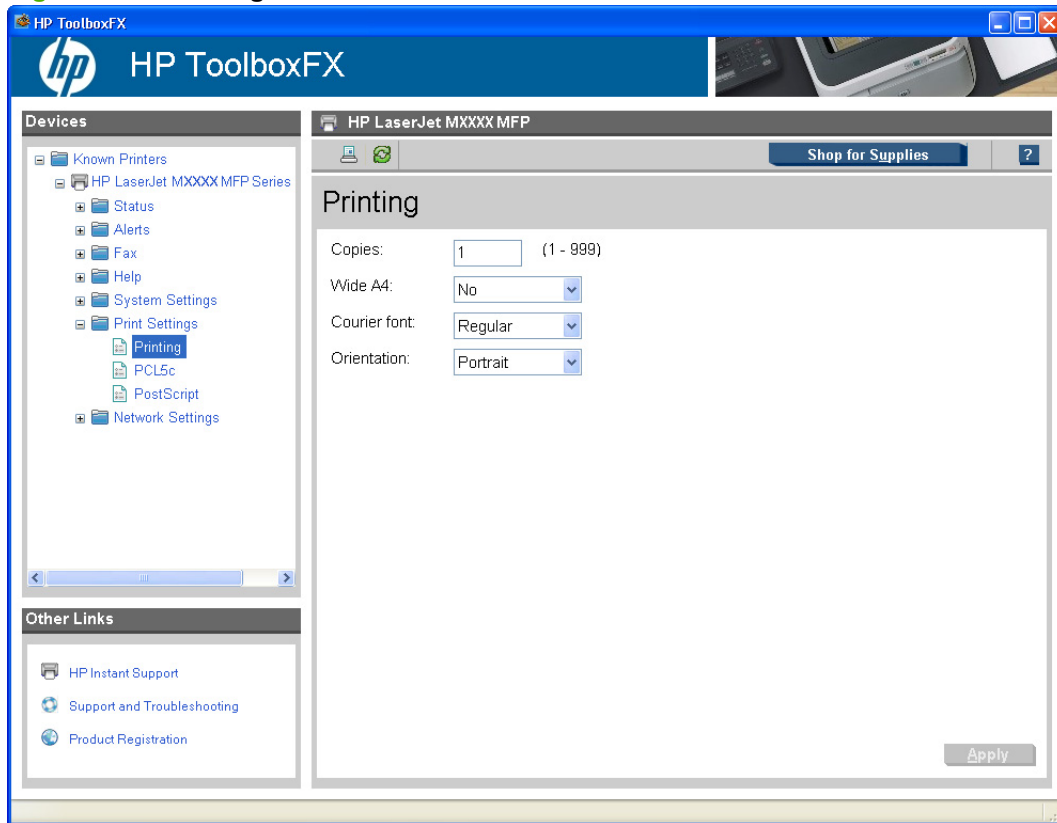 HP ToolboxFX
hp HP ToolboxFX
Devices
Known Printers
HP LaserJet MXXXX MFP Series
Status
Alerts
Fax
Help
System Settings
Print Settings
Printing
PCL5c
PostScript
Network Settings
Other Links
HP Instant Support
Support and Troubleshooting
Product Registration
HP LaserJet MXXXX MFP
Shop for Supplies ?
Printing
Copies: 1 (1 - 999)
Wide A4: No
Courier font: Regular
Orientation: Portrait
Apply